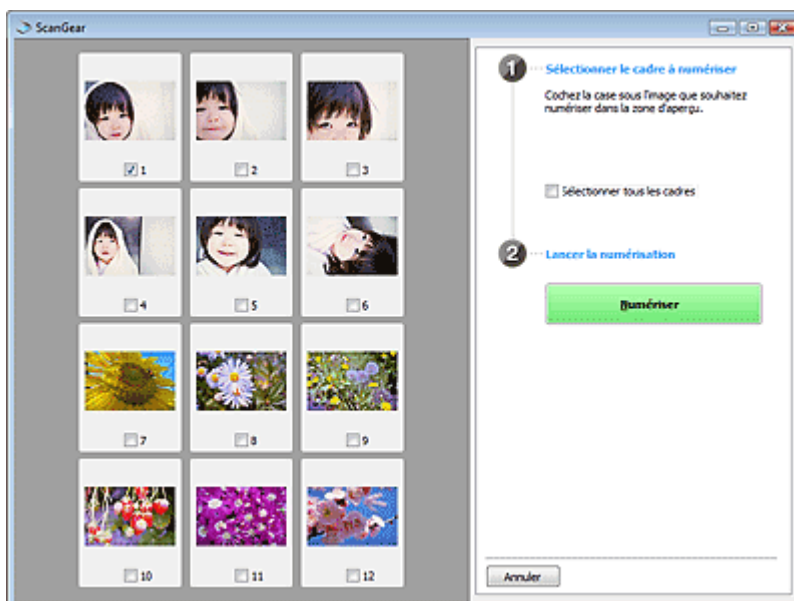 ScanGear
1 Sélectionner le cadre à numériser
Cochez la case sous l'image que souhaitez
numériser dans la zone d'aperçu.
Sélectionner tous les cadres
2 Lancer la numérisation
Numériser
Annuler
1 2 3
4 5 6
7 8 9
10 11 12